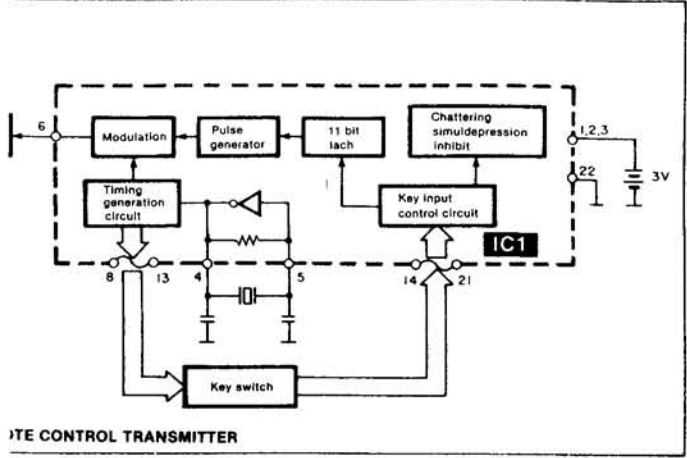 6
Modulation
Pulse
generator
11 bit
lach
Chattering
simuldepression
inhibit
1,2,3
22
3V
Timing
generation
circuit
Key input
control circuit
IC1
8
13
4
5
14
21
Key switch
OTE CONTROL TRANSMITTER